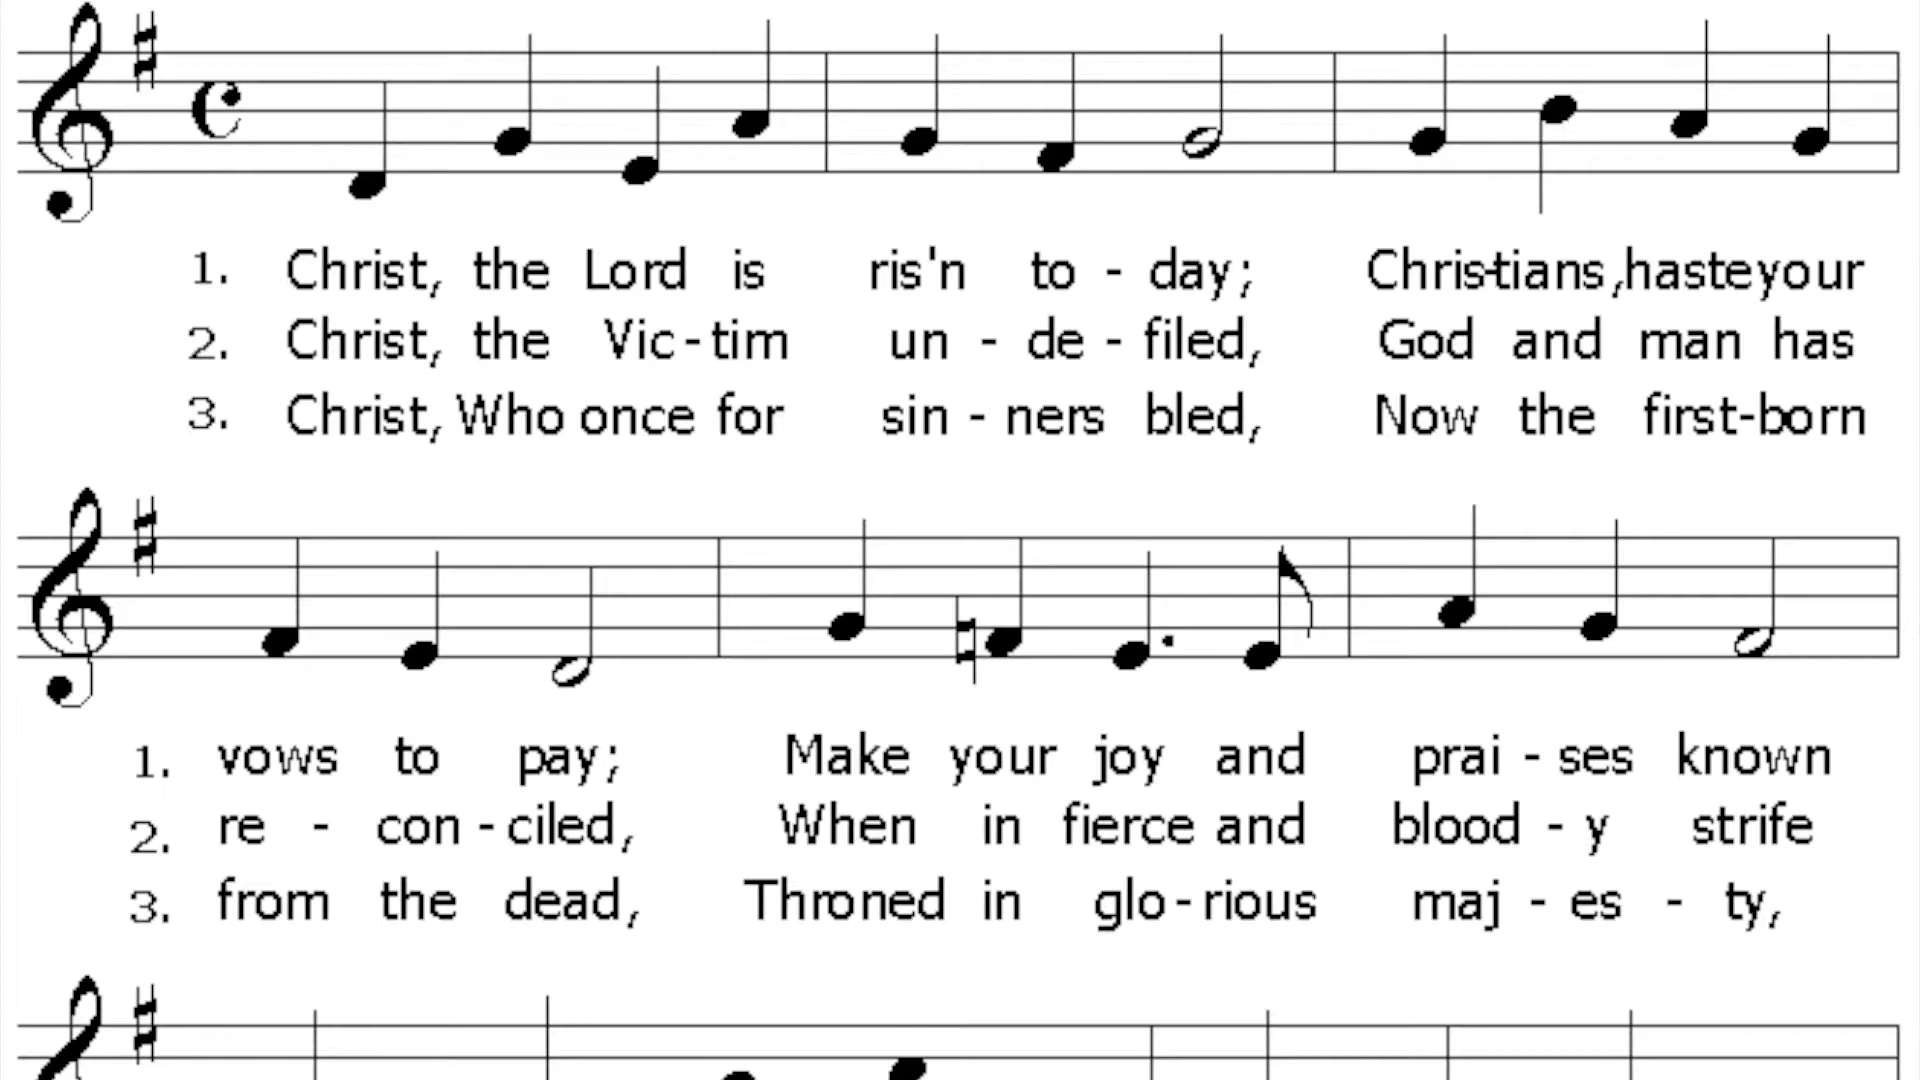 1. Christ, the Lord is ris'n to - day; Chris-tians, haste your
2. Christ, the Vic - tim un - de - filed, God and man has
3. Christ, Who once for sin - ners bled, Now the first-born
1. vows to pay; Make your joy and prai - ses known
2. re - con - ciled, When in fierce and blood - y strife
3. from the dead, Throned in glo - rious maj - es - ty,